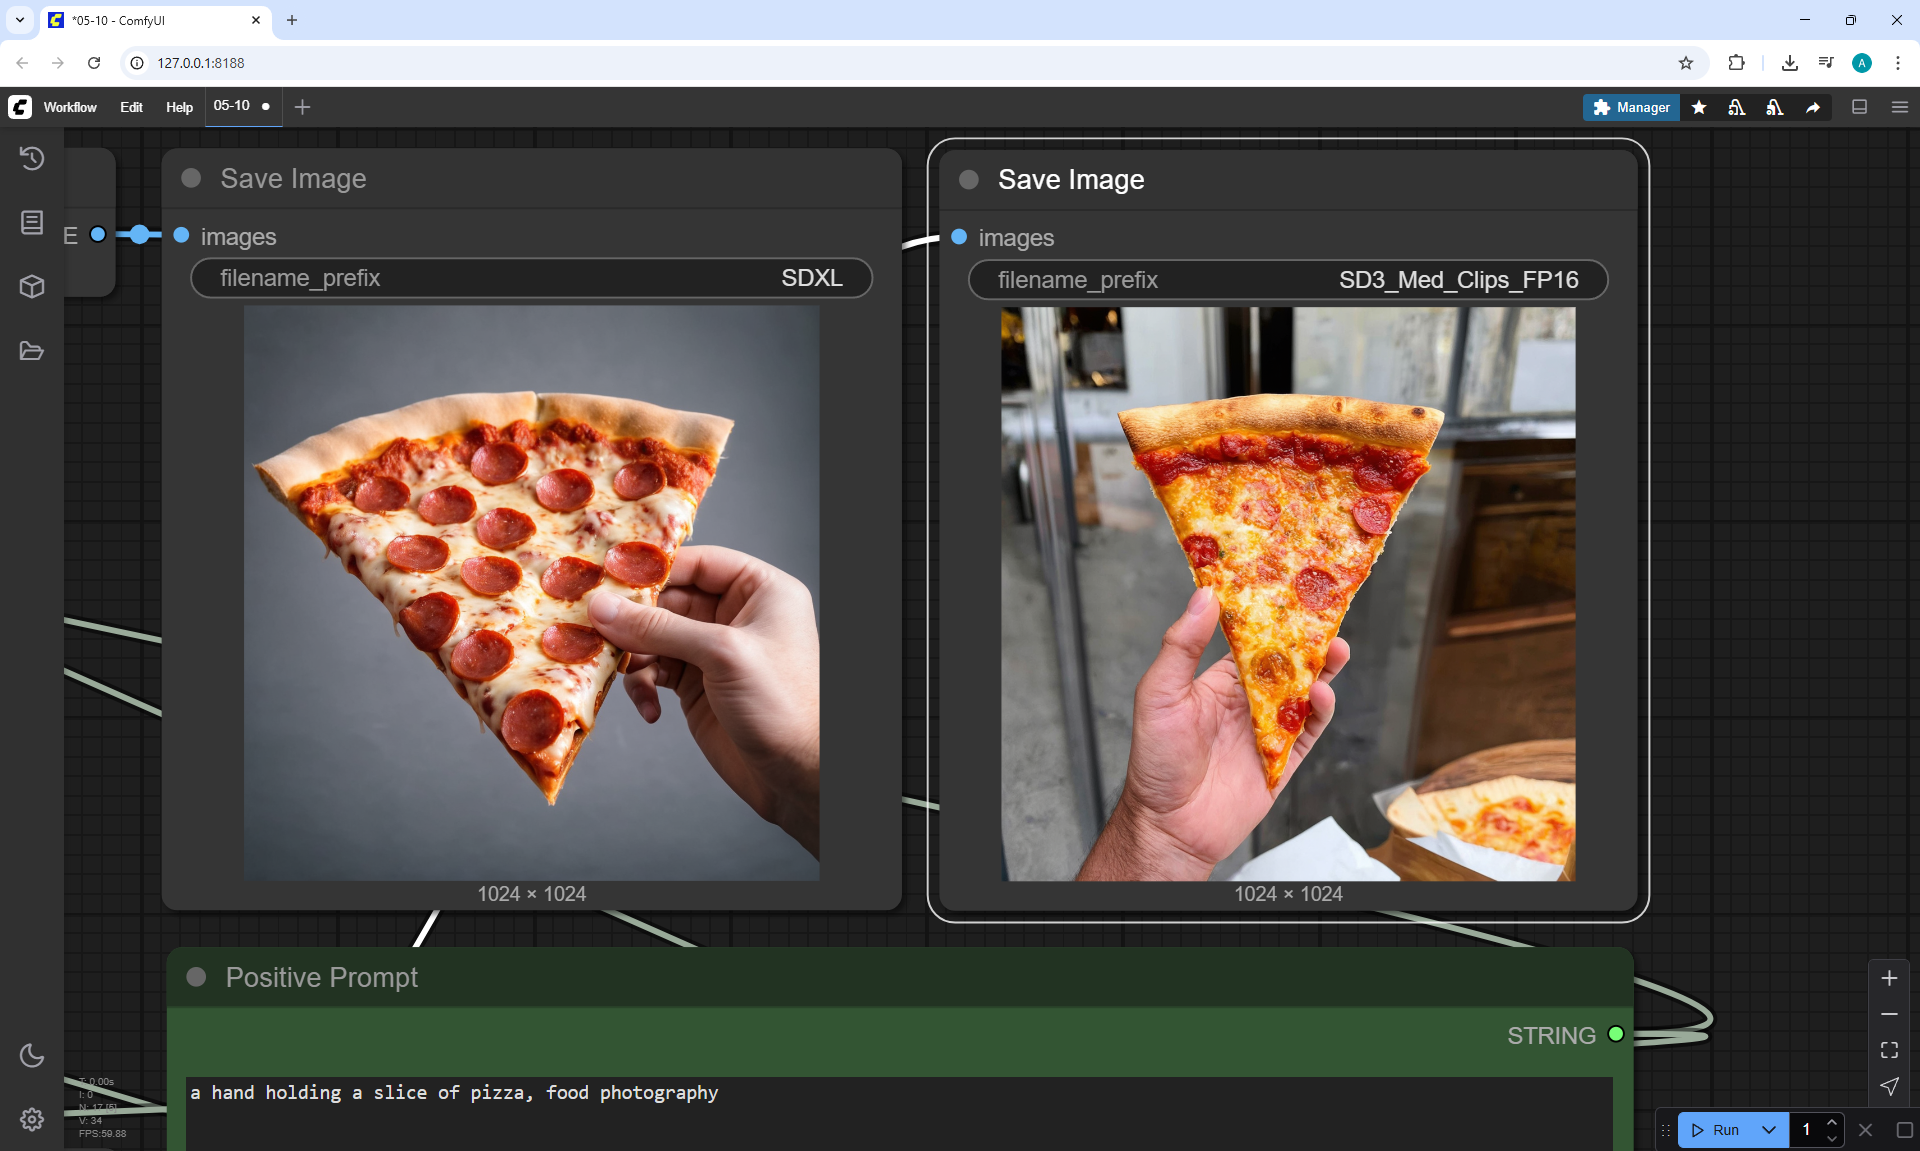 *05-10 - ComfyUI
127.0.0.1:8188
Workflow Edit Help 05-10 Manager
A
Save Image
E images
filename_prefix SDXL
1024 × 1024
Save Image
images
filename_prefix SD3_Med_Clips_FP16
1024 × 1024
Positive Prompt
STRING
a hand holding a slice of pizza, food photography
T: 0.00s
I: 0
N: 17 [5]
V: 34
FPS:59.88
Run 1